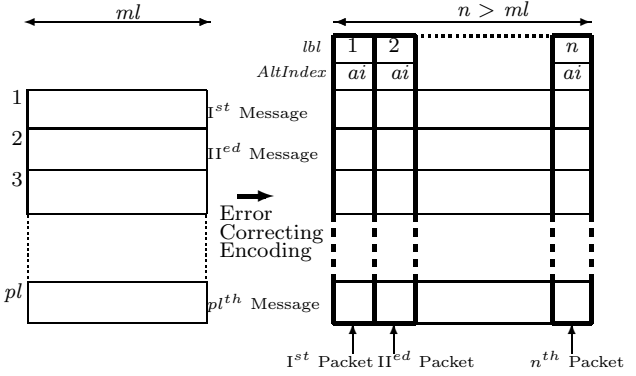 ml
n > ml
lbl 1 2 n
AltIndex ai ai ai
1
I^st Message
2
II^ed Message
3
Error
Correcting
Encoding
pl
pl^th Message
I^st Packet II^ed Packet n^th Packet